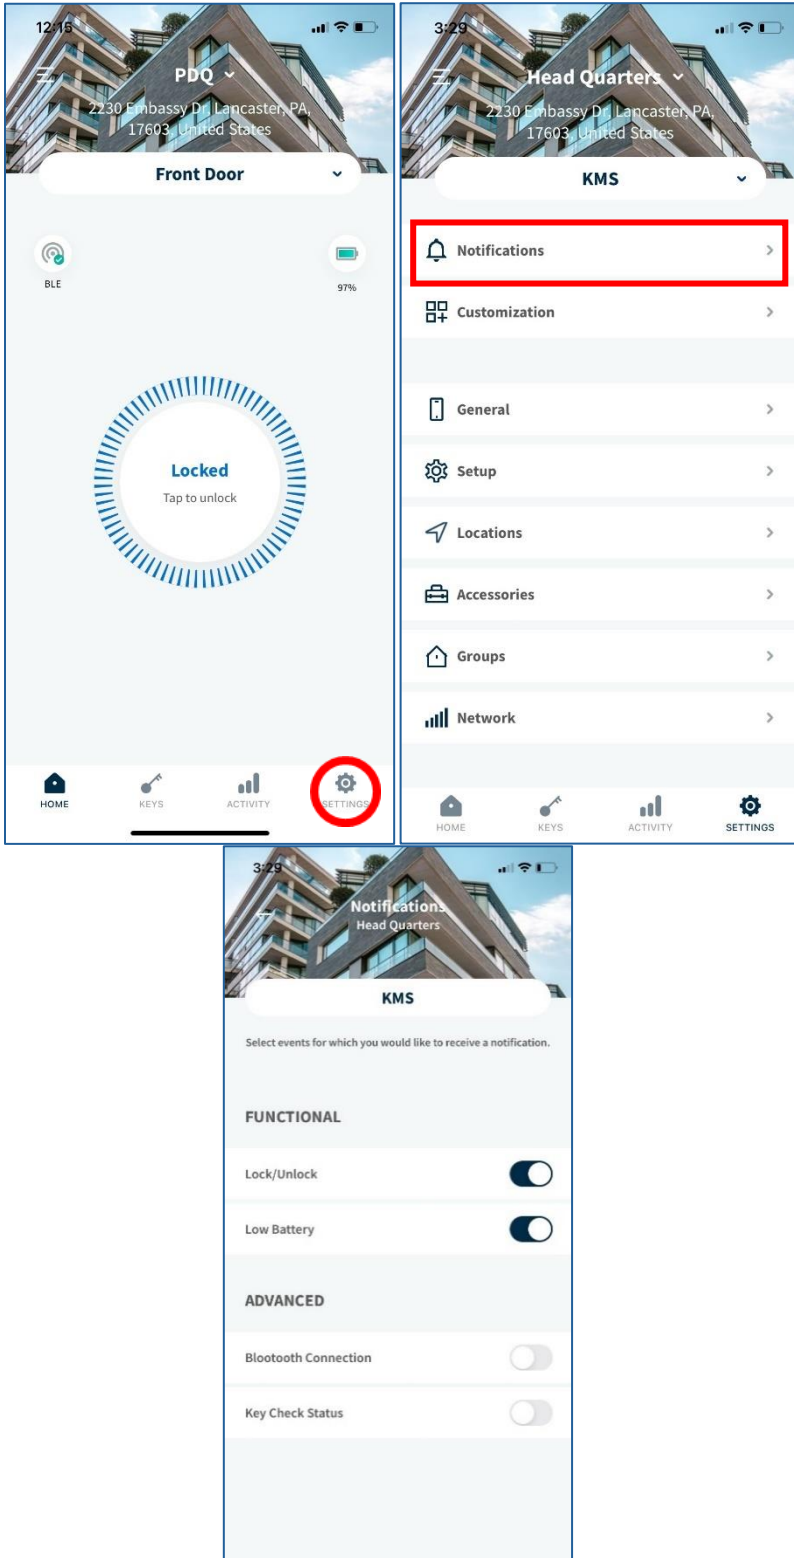 12:15
PDQ
2230 Embassy Dr, Lancaster, PA,
17603, United States
Front Door
BLE
97%
Locked
Tap to unlock
HOME
KEYS
ACTIVITY
SETTINGS
3:29
Head Quarters
2230 Embassy Dr, Lancaster, PA,
17603, United States
KMS
Notifications
Customization
General
Setup
Locations
Accessories
Groups
Network
HOME
KEYS
ACTIVITY
SETTINGS
3:29
Notifications
Head Quarters
KMS
Select events for which you would like to receive a notification.
FUNCTIONAL
Lock/Unlock
Low Battery
ADVANCED
Blootooth Connection
Key Check Status